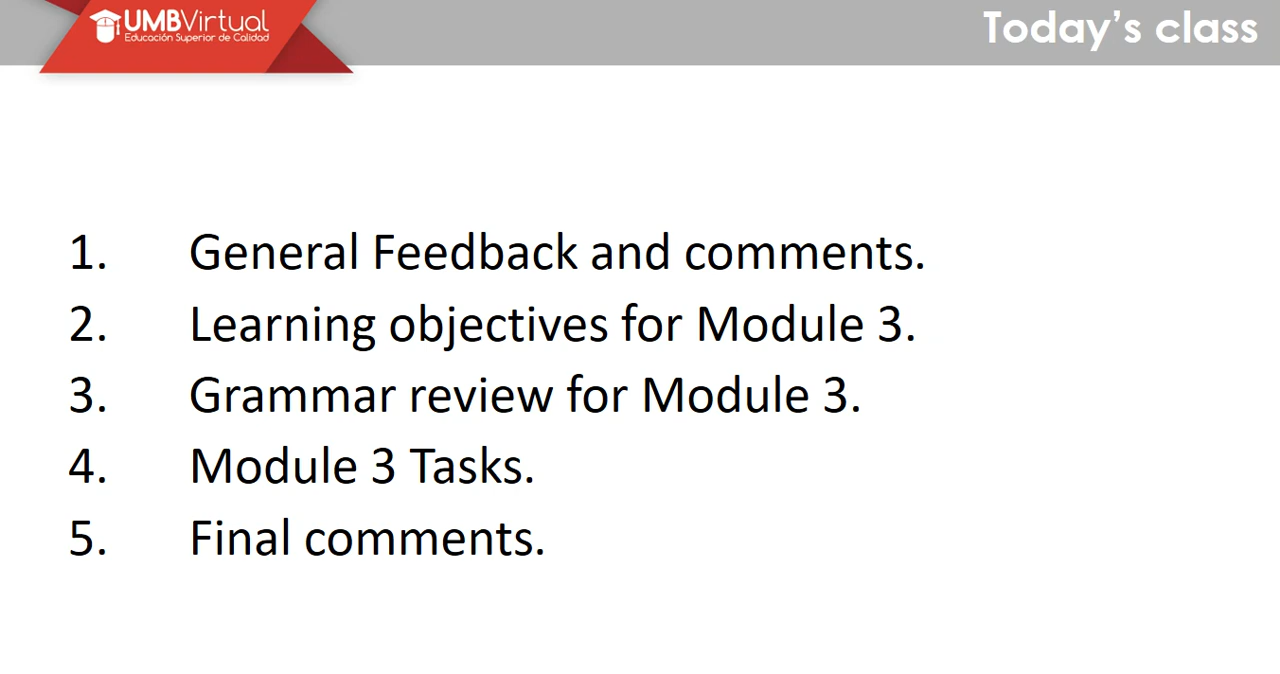 UMBVirtual
Educación Superior de Calidad
Today’s class
1. General Feedback and comments.
2. Learning objectives for Module 3.
3. Grammar review for Module 3.
4. Module 3 Tasks.
5. Final comments.